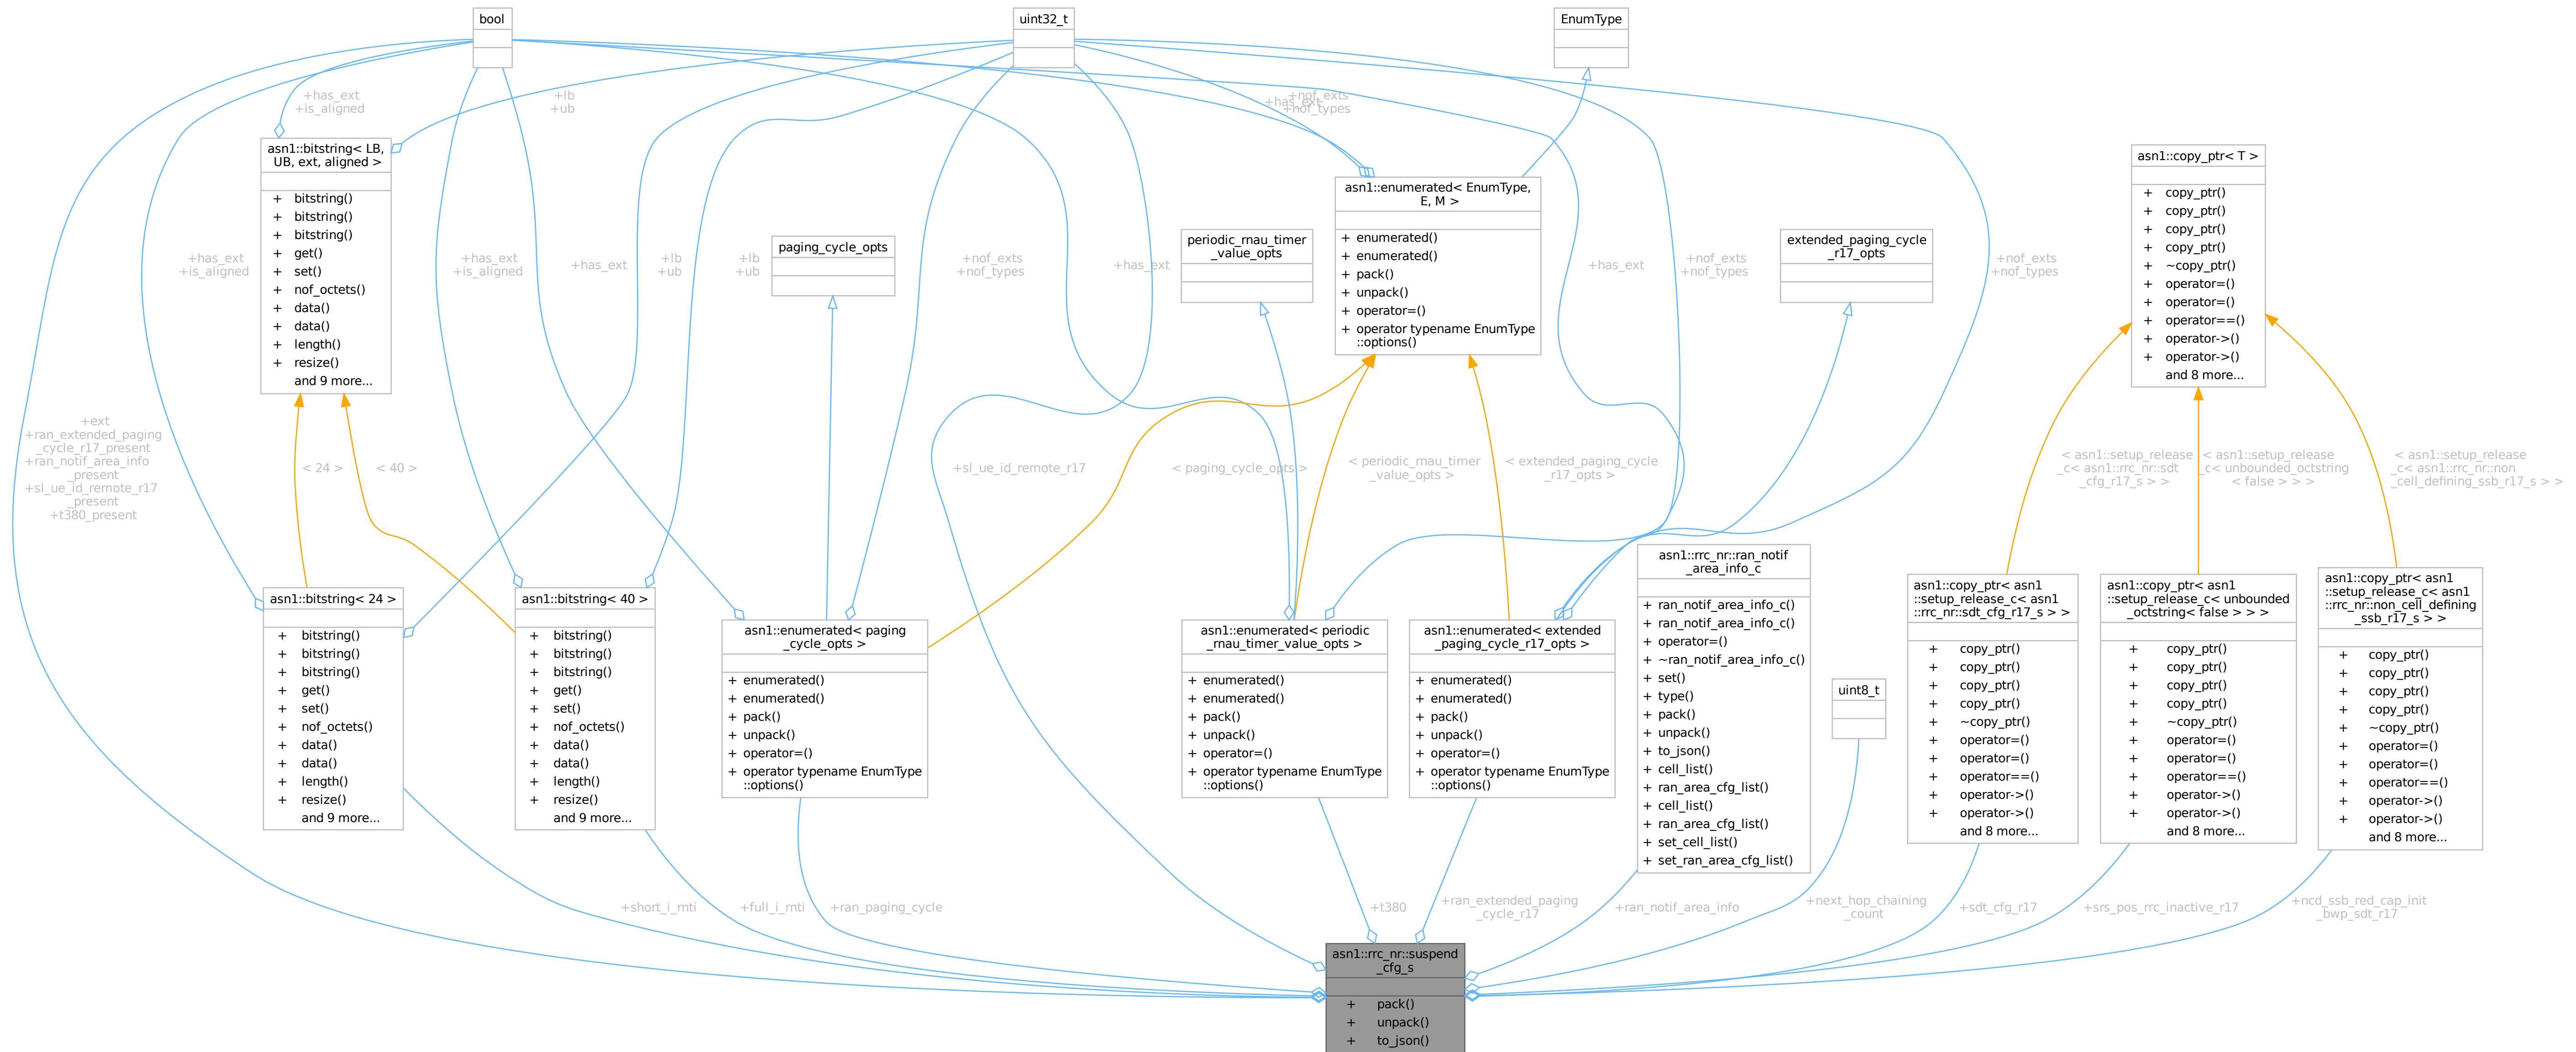 bool
uint32_t
EnumType
+has_ext
+is_aligned
+lb
+ub
+has_ext
+nof_exts
+nof_types
asn1::bitstring< LB,
UB, ext, aligned >
+ bitstring()
+ bitstring()
+ bitstring()
+ get()
+ set()
+ nof_octets()
+ data()
+ data()
+ length()
+ resize()
and 9 more...
asn1::copy_ptr< T >
+ copy_ptr()
+ copy_ptr()
+ copy_ptr()
+ copy_ptr()
+ ~copy_ptr()
+ operator=()
+ operator=()
+ operator==()
+ operator->()
+ operator->()
and 8 more...
asn1::enumerated< EnumType,
E, M >
+ enumerated()
+ enumerated()
+ pack()
+ unpack()
+ operator=()
+ operator typename EnumType
::options()
paging_cycle_opts
periodic_rnau_timer
_value_opts
extended_paging_cycle
_r17_opts
+has_ext
+is_aligned
+has_ext
+is_aligned
+has_ext
+lb
+ub
+lb
+ub
+nof_exts
+nof_types
+has_ext
+has_ext
+nof_exts
+nof_types
+nof_exts
+nof_types
+ext
+ran_extended_paging
_cycle_r17_present
+ran_notif_area_info
_present
+sl_ue_id_remote_r17
_present
+t380_present
< 24 >
< 40 >
+sl_ue_id_remote_r17
< paging_cycle_opts >
< periodic_rnau_timer
_value_opts >
< extended_paging_cycle
_r17_opts >
< asn1::setup_release
_c< asn1::rrc_nr::sdt
_cfg_r17_s > >
< asn1::setup_release
_c< unbounded_octstring
< false > > >
< asn1::setup_release
_c< asn1::rrc_nr::non
_cell_defining_ssb_r17_s > >
asn1::bitstring< 24 >
+ bitstring()
+ bitstring()
+ bitstring()
+ get()
+ set()
+ nof_octets()
+ data()
+ data()
+ length()
+ resize()
and 9 more...
asn1::bitstring< 40 >
+ bitstring()
+ bitstring()
+ bitstring()
+ get()
+ set()
+ nof_octets()
+ data()
+ data()
+ length()
+ resize()
and 9 more...
asn1::enumerated< paging
_cycle_opts >
+ enumerated()
+ enumerated()
+ pack()
+ unpack()
+ operator=()
+ operator typename EnumType
::options()
asn1::enumerated< periodic
_rnau_timer_value_opts >
+ enumerated()
+ enumerated()
+ pack()
+ unpack()
+ operator=()
+ operator typename EnumType
::options()
asn1::enumerated< extended
_paging_cycle_r17_opts >
+ enumerated()
+ enumerated()
+ pack()
+ unpack()
+ operator=()
+ operator typename EnumType
::options()
asn1::rrc_nr::ran_notif
_area_info_c
+ ran_notif_area_info_c()
+ ran_notif_area_info_c()
+ operator=()
+ ~ran_notif_area_info_c()
+ set()
+ type()
+ pack()
+ unpack()
+ to_json()
+ cell_list()
+ ran_area_cfg_list()
+ cell_list()
+ ran_area_cfg_list()
+ set_cell_list()
+ set_ran_area_cfg_list()
uint8_t
asn1::copy_ptr< asn1
::setup_release_c< asn1
::rrc_nr::sdt_cfg_r17_s > >
+ copy_ptr()
+ copy_ptr()
+ copy_ptr()
+ copy_ptr()
+ ~copy_ptr()
+ operator=()
+ operator=()
+ operator==()
+ operator->()
+ operator->()
and 8 more...
asn1::copy_ptr< asn1
::setup_release_c< unbounded
_octstring< false > > >
+ copy_ptr()
+ copy_ptr()
+ copy_ptr()
+ copy_ptr()
+ ~copy_ptr()
+ operator=()
+ operator=()
+ operator==()
+ operator->()
+ operator->()
and 8 more...
asn1::copy_ptr< asn1
::setup_release_c< asn1
::rrc_nr::non_cell_defining
_ssb_r17_s > >
+ copy_ptr()
+ copy_ptr()
+ copy_ptr()
+ copy_ptr()
+ ~copy_ptr()
+ operator=()
+ operator=()
+ operator==()
+ operator->()
+ operator->()
and 8 more...
+short_i_rnti
+full_i_rnti
+ran_paging_cycle
+t380
+ran_extended_paging
_cycle_r17
+ran_notif_area_info
+next_hop_chaining
_count
+sdt_cfg_r17
+srs_pos_rrc_inactive_r17
+ncd_ssb_red_cap_init
_bwp_sdt_r17
asn1::rrc_nr::suspend
_cfg_s
+ pack()
+ unpack()
+ to_json()